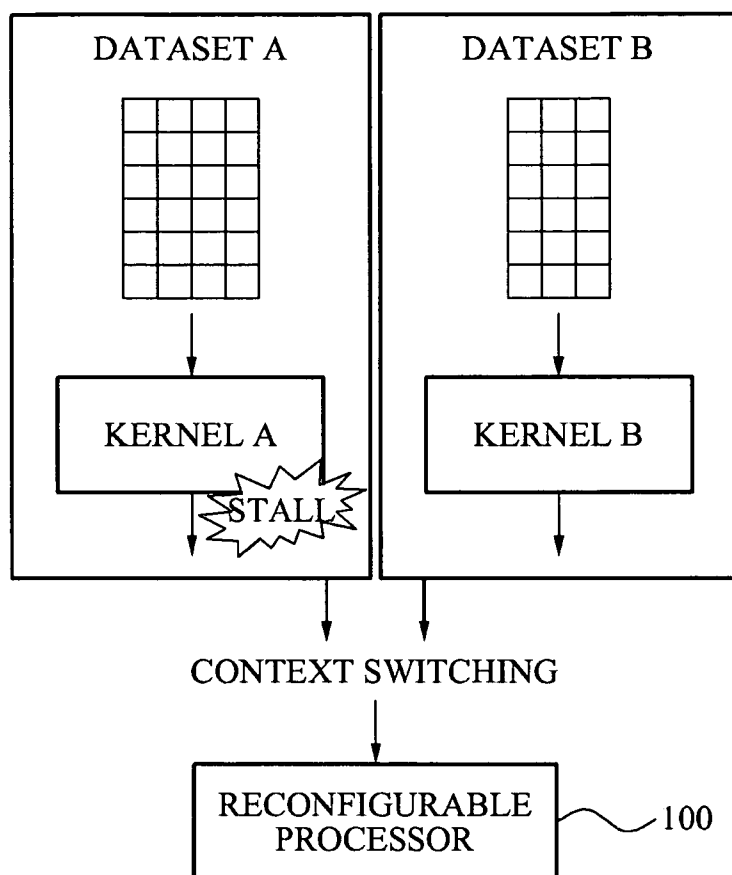 DATASET A
DATASET B
KERNEL A
KERNEL B
STALL
CONTEXT SWITCHING
RECONFIGURABLE
PROCESSOR
100